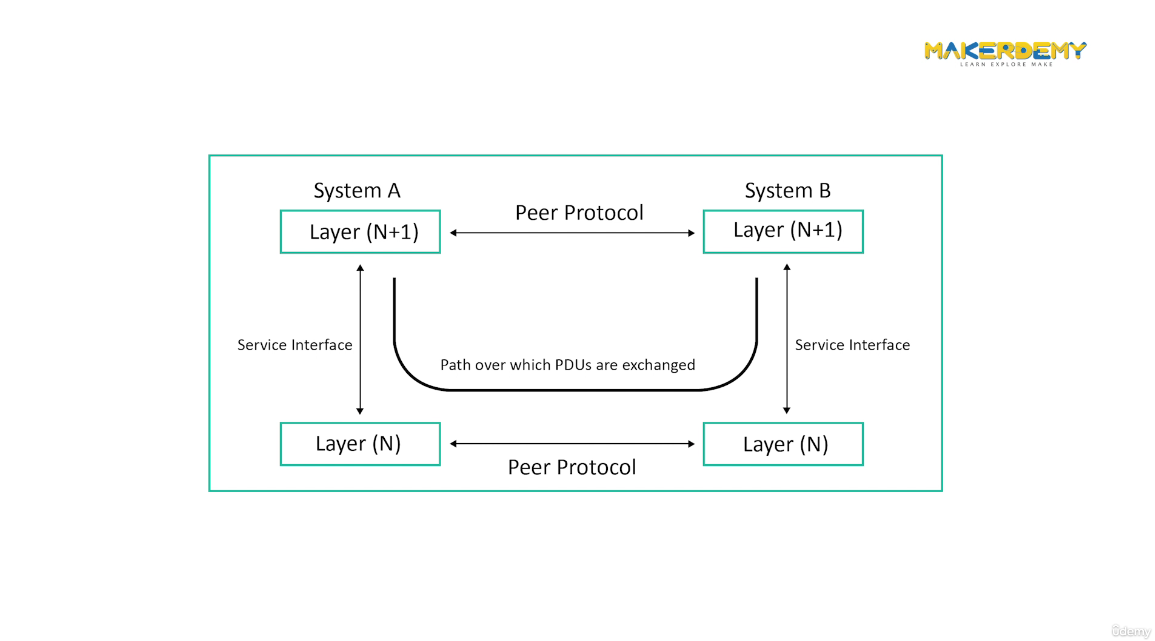 MAKERDEMY
LEARN EXPLORE MAKE
System A
System B
Peer Protocol
Layer (N+1)
Layer (N+1)
Service Interface
Service Interface
Path over which PDUs are exchanged
Layer (N)
Layer (N)
Peer Protocol
ûdemy